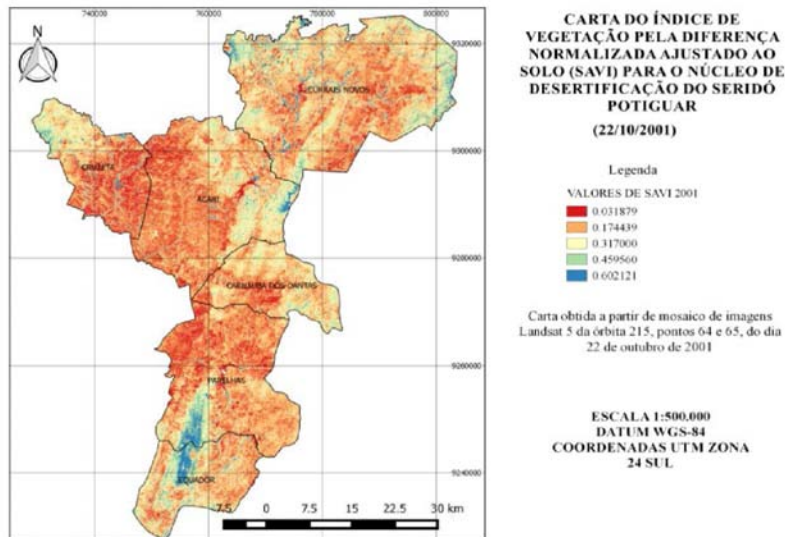 740000
760000
780000
800000
N
9320000
9300000
9280000
9260000
9240000
CURRAIS NOVOS
CRUZETA
ACARI
CARNAÚBA DOS DANTAS
PARELHAS
EQUADOR
7.5 0 7.5 15 22.5 30 km
CARTA DO ÍNDICE DE
VEGETAÇÃO PELA DIFERENÇA
NORMALIZADA AJUSTADO AO
SOLO (SAVI) PARA O NÚCLEO DE
DESERTIFICAÇÃO DO SERIDÓ
POTIGUAR
(22/10/2001)
Legenda
VALORES DE SAVI 2001
0.031879
0.174439
0.317000
0.459560
0.602121
Carta obtida a partir de mosaico de imagens
Landsat 5 da órbita 215, pontos 64 e 65, do dia
22 de outubro de 2001
ESCALA 1:500.000
DATUM WGS-84
COORDENADAS UTM ZONA
24 SUL